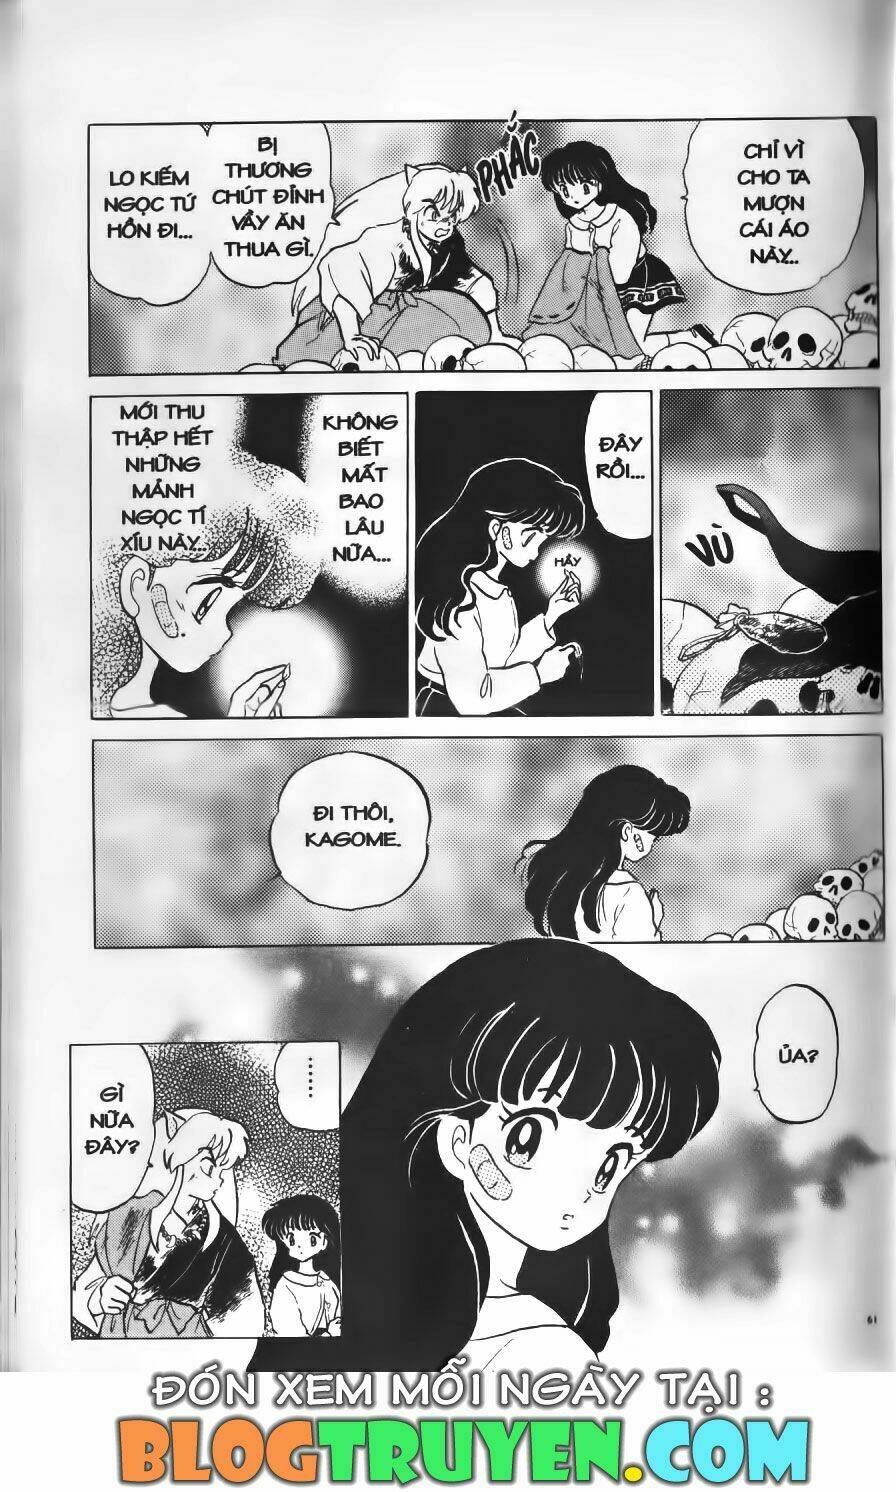 CHỈ VÌ
CHO TA
MƯỢN
CÁI ÁO
NÀY...
PHẮC
BỊ
THƯƠNG
CHÚT ĐỈNH
VẦY ĂN
THUA GÌ.
LO KIẾM
NGỌC TỨ
HỒN ĐI...
VÙ
ĐÂY
RỒI...
HẦY
KHÔNG
BIẾT
MẤT
BAO
LÂU
NỮA...
MỚI THU
THẬP HẾT
NHỮNG
MẢNH
NGỌC TÍ
XÍU NÀY...
ĐI THÔI,
KAGOME.
ỦA?
........
GÌ
NỮA
ĐÂY?
61
ĐÓN XEM MỖI NGÀY TẠI :
BLOGTRUYEN.COM